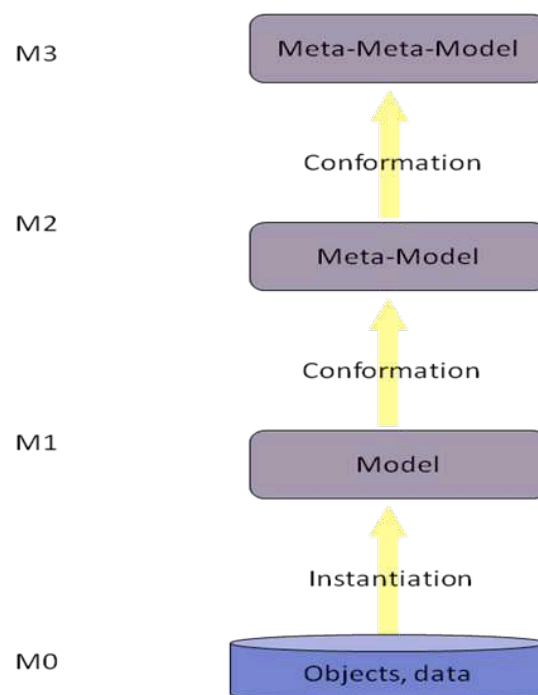 M3
Meta-Meta-Model
Conformation
M2
Meta-Model
Conformation
M1
Model
Instantiation
M0
Objects, data